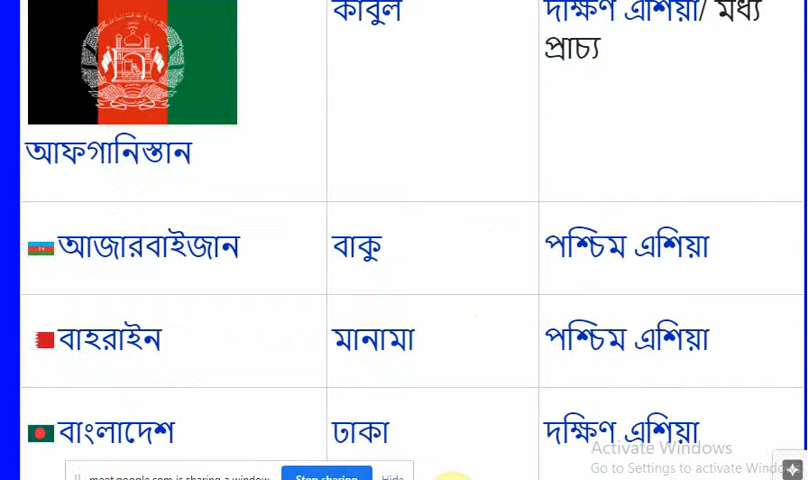 কাবুল
দক্ষিণ এশিয়া/ মধ্য
প্রাচ্য
আফগানিস্তান
আজারবাইজান
বাকু
পশ্চিম এশিয়া
বাহরাইন
মানামা
পশ্চিম এশিয়া
বাংলাদেশ
ঢাকা
দক্ষিণ এশিয়া
Activate Windows
Go to Settings to activate Windo
meet.google.com is sharing a window.
Stop sharing
Hide